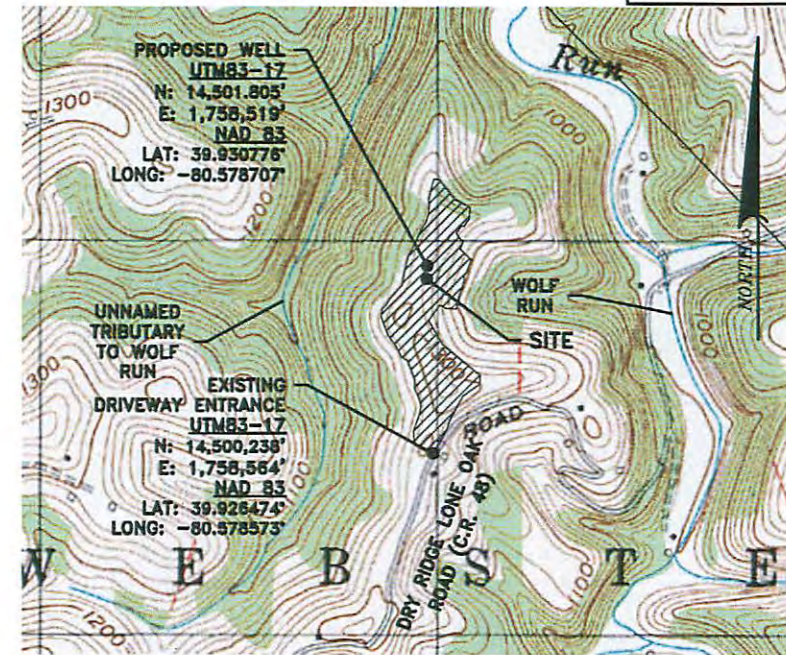 PROPOSED WELL
UTM83-17
N: 14,501.805'
E: 1,758,519'
NAD 83
LAT: 39.930776°
LONG: -80.578707°
Run
1300
1000
1200
NORTH
UNNAMED
TRIBUTARY
TO WOLF
RUN
WOLF
RUN
SITE
1000
1300
1300
EXISTING
DRIVEWAY ENTRANCE
UTM83-17
N: 14,500,238'
E: 1,758,564'
NAD 83
LAT: 39.926474°
LONG: -80.578573°
ROAD
DRY RIDGE LONE OAK
ROAD (C.R. 48)
1100
1100
W E B S T E
1200